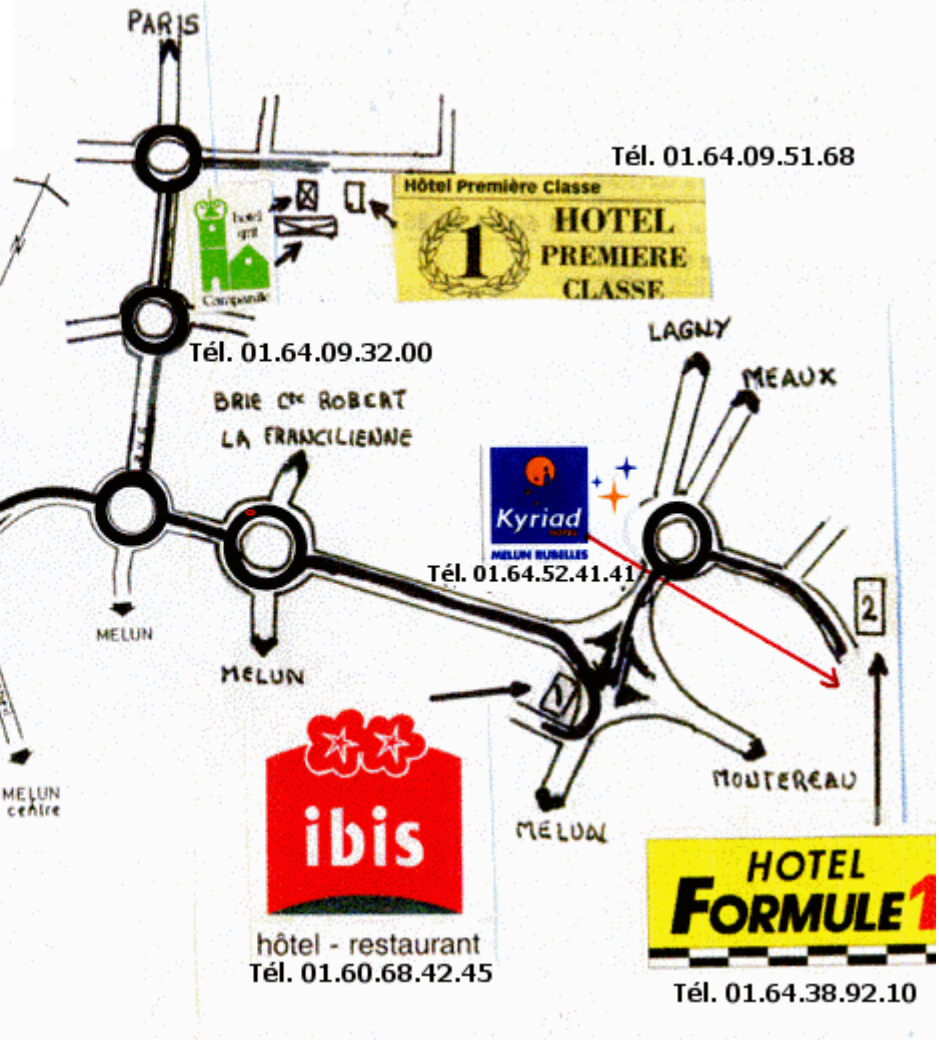 PARIS
Tél. 01.64.09.51.68
Hôtel Première Classe
1
HOTEL
PREMIERE
CLASSE
N
hotel
Campanile
Tél. 01.64.09.32.00
LAGNY
MEAUX
BRIE Cte ROBERT
LA FRANCILIENNE
Kyriad
HOTEL
MELUN RUBELLES
Tél. 01.64.52.41.41
2
MELUN
MELUN
1
MONTEREAU
MELUN
centre
MELUN
ibis
hôtel - restaurant
Tél. 01.60.68.42.45
HOTEL
FORMULE 1
Tél. 01.64.38.92.10